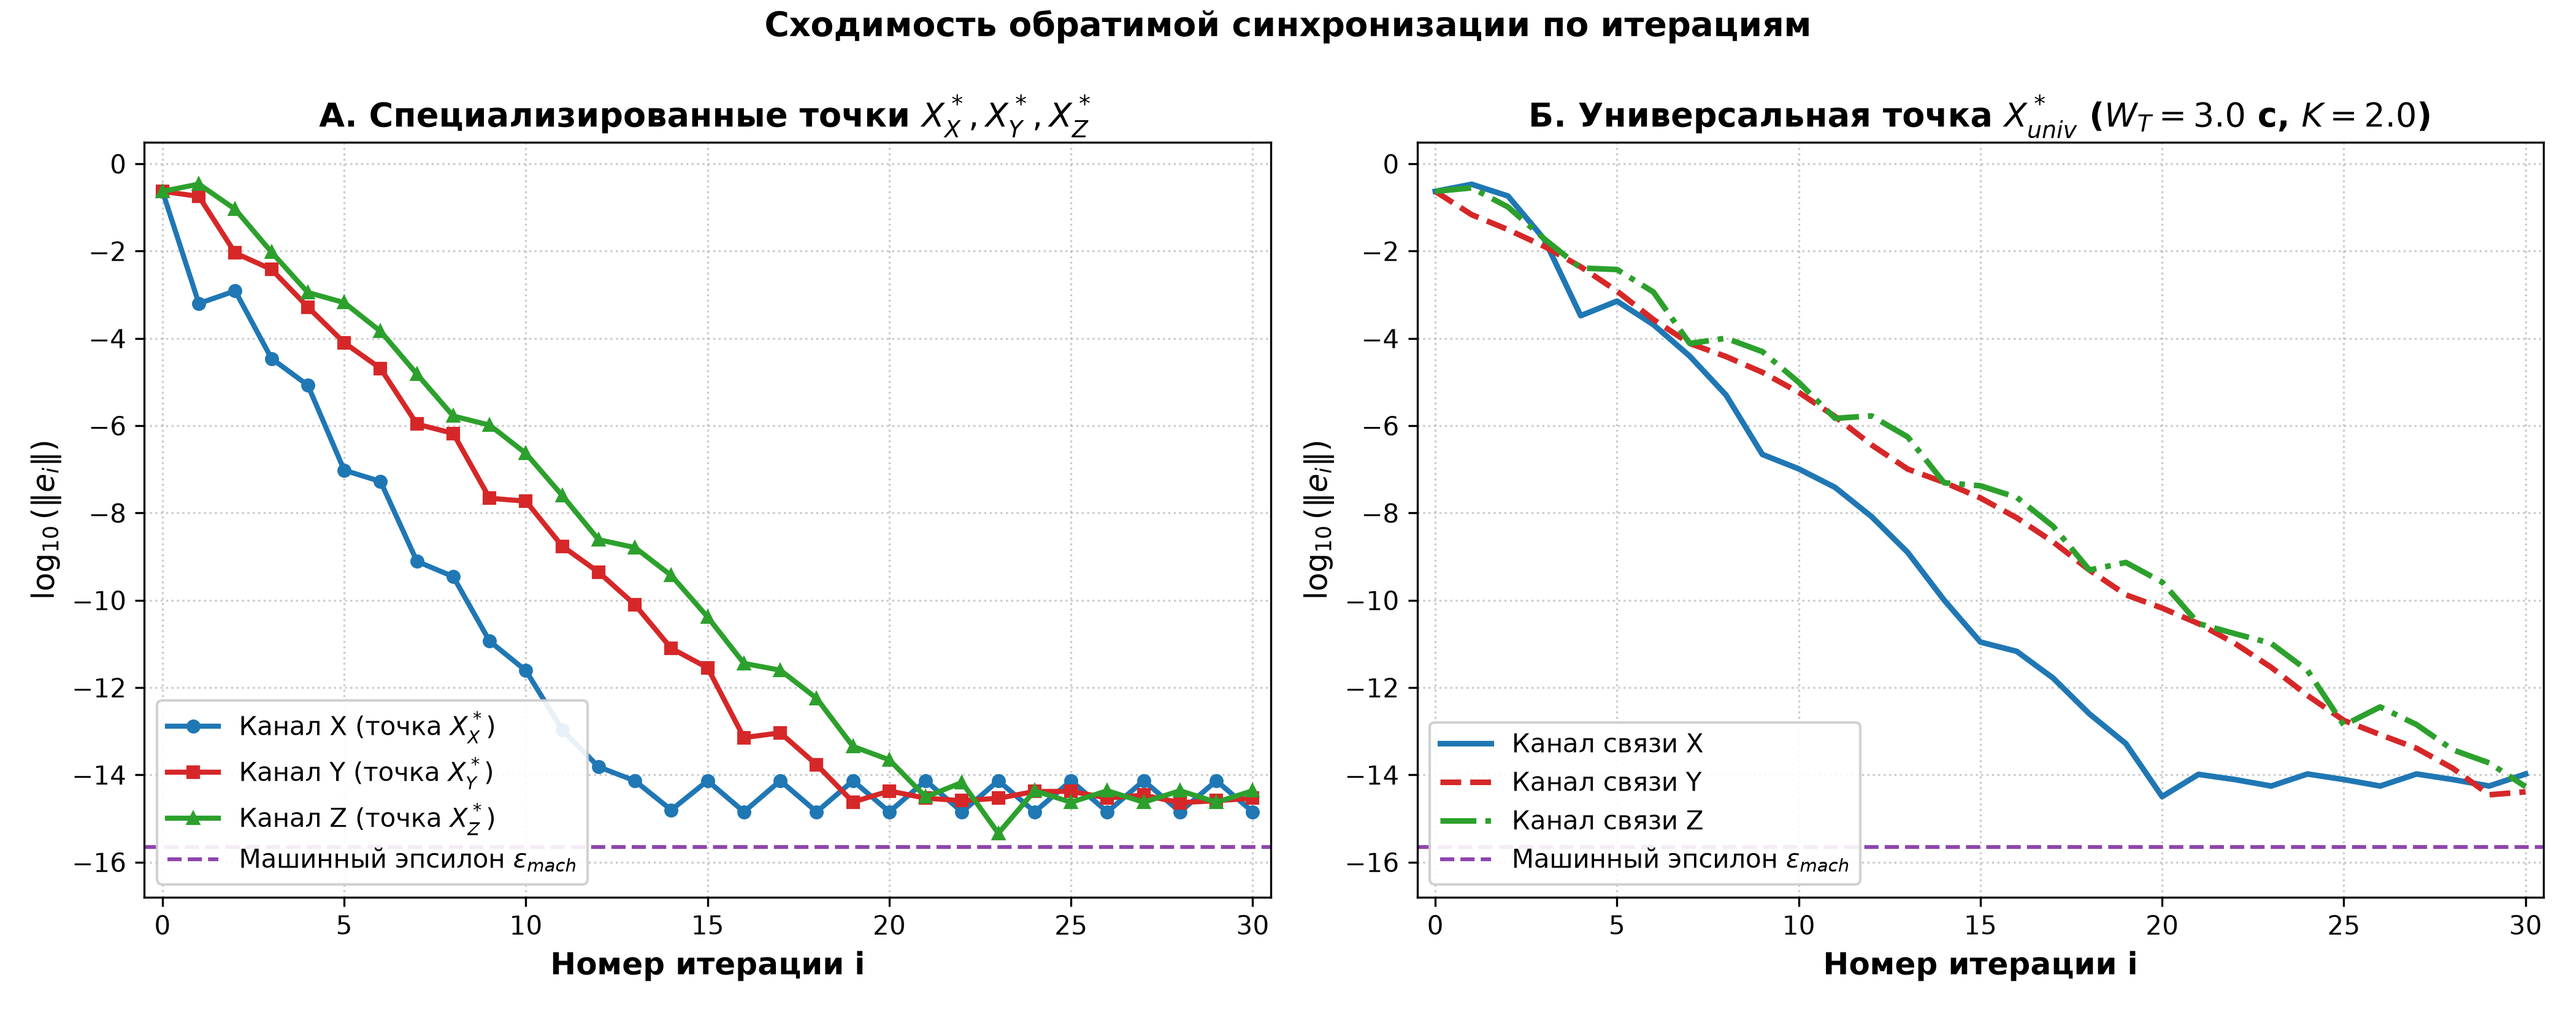 Сходимость обратимой синхронизации по итерациям
А. Специализированные точки $X_X^*, X_Y^*, X_Z^*$
0
−2
−4
−6
−8
−10
−12
−14
−16
$\log_{10}(\|e_i\|)$
Канал X (точка $X_X^*$)
Канал Y (точка $X_Y^*$)
Канал Z (точка $X_Z^*$)
Машинный эпсилон $\varepsilon_{mach}$
0 5 10 15 20 25 30
Номер итерации i
Б. Универсальная точка $X_{univ}^*$ ($W_T = 3.0$ с, $K = 2.0$)
0
−2
−4
−6
−8
−10
−12
−14
−16
$\log_{10}(\|e_i\|)$
Канал связи X
Канал связи Y
Канал связи Z
Машинный эпсилон $\varepsilon_{mach}$
0 5 10 15 20 25 30
Номер итерации i